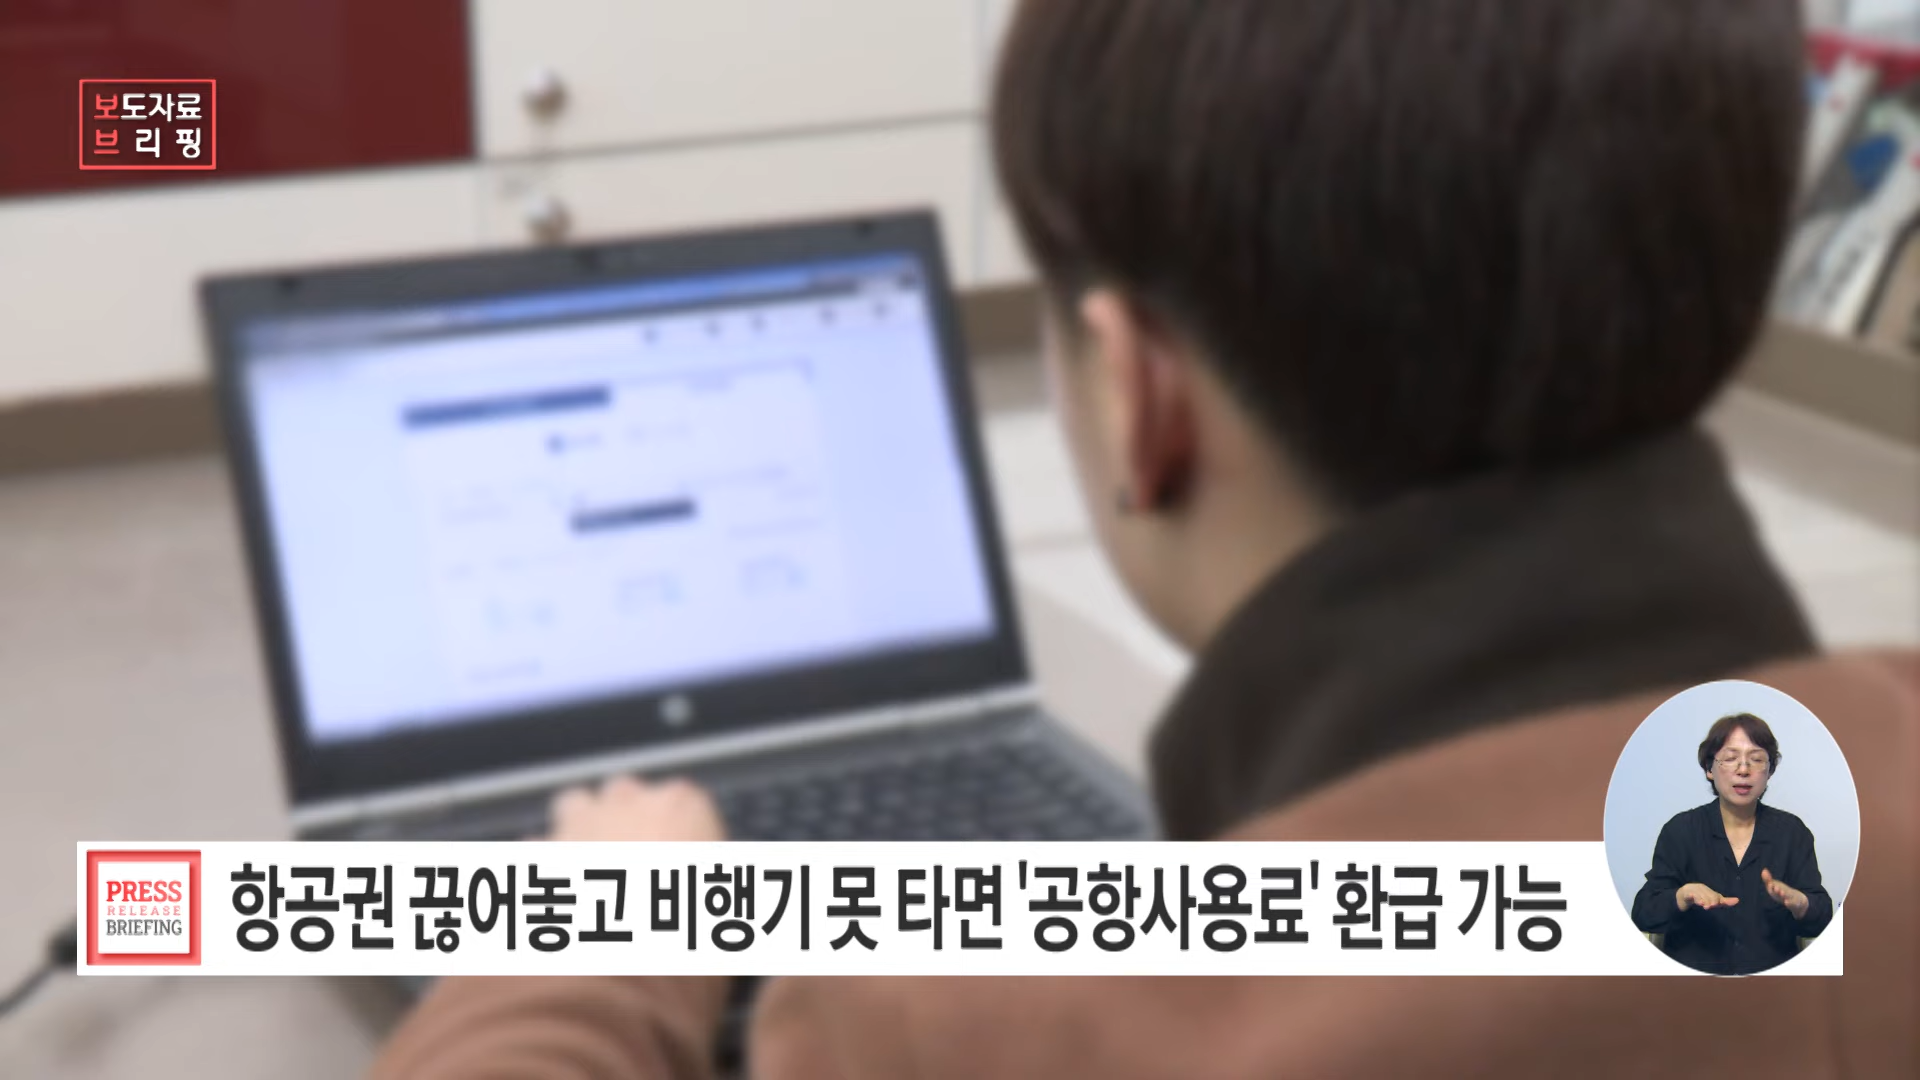 보도자료
브리핑
PRESS
RELEASE
BRIEFING
항공권 끊어놓고 비행기 못 타면 '공항사용료' 환급 가능